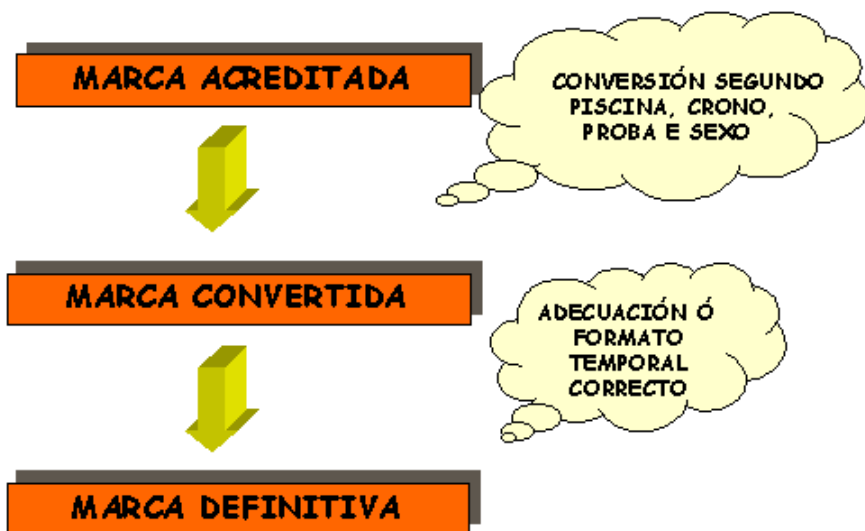 MARCA ACREDITADA
CONVERSIÓN SEGUNDO
PISCINA, CRONO,
PROBA E SEXO
MARCA CONVERTIDA
ADECUACIÓN Ó
FORMATO
TEMPORAL
CORRECTO
MARCA DEFINITIVA